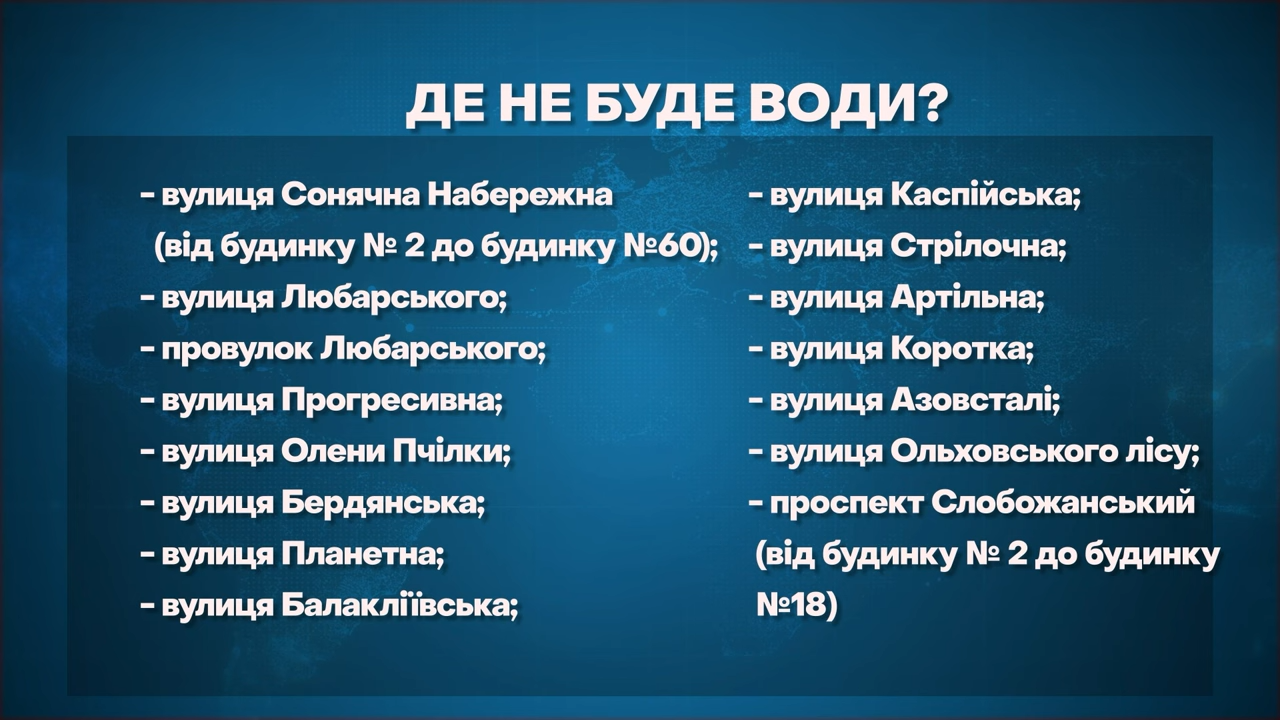 ДЕ НЕ БУДЕ ВОДИ?
- вулиця Сонячна Набережна
(від будинку № 2 до будинку №60);
- вулиця Любарського;
- провулок Любарського;
- вулиця Прогресивна;
- вулиця Олени Пчілки;
- вулиця Бердянська;
- вулиця Планетна;
- вулиця Балакліївська;
- вулиця Каспійська;
- вулиця Стрілочна;
- вулиця Артільна;
- вулиця Коротка;
- вулиця Азовсталі;
- вулиця Ольховського лісу;
- проспект Слобожанський
(від будинку № 2 до будинку
№18)